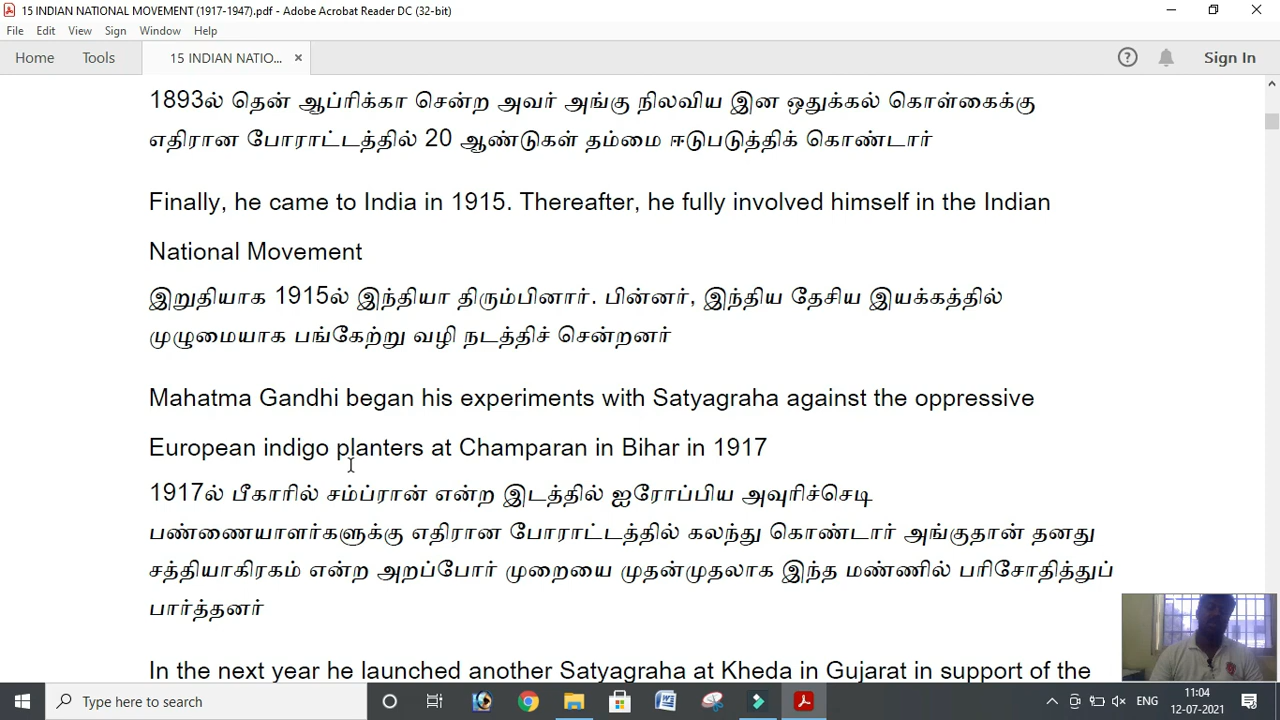 15 INDIAN NATIONAL MOVEMENT (1917-1947).pdf - Adobe Acrobat Reader DC (32-bit)
File Edit View Sign Window Help
Home Tools 15 INDIAN NATIO... × Sign In
1893ல் தென் ஆப்ரிக்கா சென்ற அவர் அங்கு நிலவிய இன ஒதுக்கல் கொள்கைக்கு
எதிரான போராட்டத்தில் 20 ஆண்டுகள் தம்மை ஈடுபடுத்திக் கொண்டார்
Finally, he came to India in 1915. Thereafter, he fully involved himself in the Indian
National Movement
இறுதியாக 1915ல் இந்தியா திரும்பினார். பின்னர், இந்திய தேசிய இயக்கத்தில்
முழுமையாக பங்கேற்று வழி நடத்திச் சென்றனர்
Mahatma Gandhi began his experiments with Satyagraha against the oppressive
European indigo planters at Champaran in Bihar in 1917
1917ல் பீகாரில் சம்ப்ரான் என்ற இடத்தில் ஐரோப்பிய அவுரிச்செடி
பண்ணையாளர்களுக்கு எதிரான போராட்டத்தில் கலந்து கொண்டார் அங்குதான் தனது
சத்தியாகிரகம் என்ற அறப்போர் முறையை முதன்முதலாக இந்த மண்ணில் பரிசோதித்துப்
பார்த்தனர்
In the next year he launched another Satyagraha at Kheda in Gujarat in support of the
Type here to search
ENG
11:04
12-07-2021